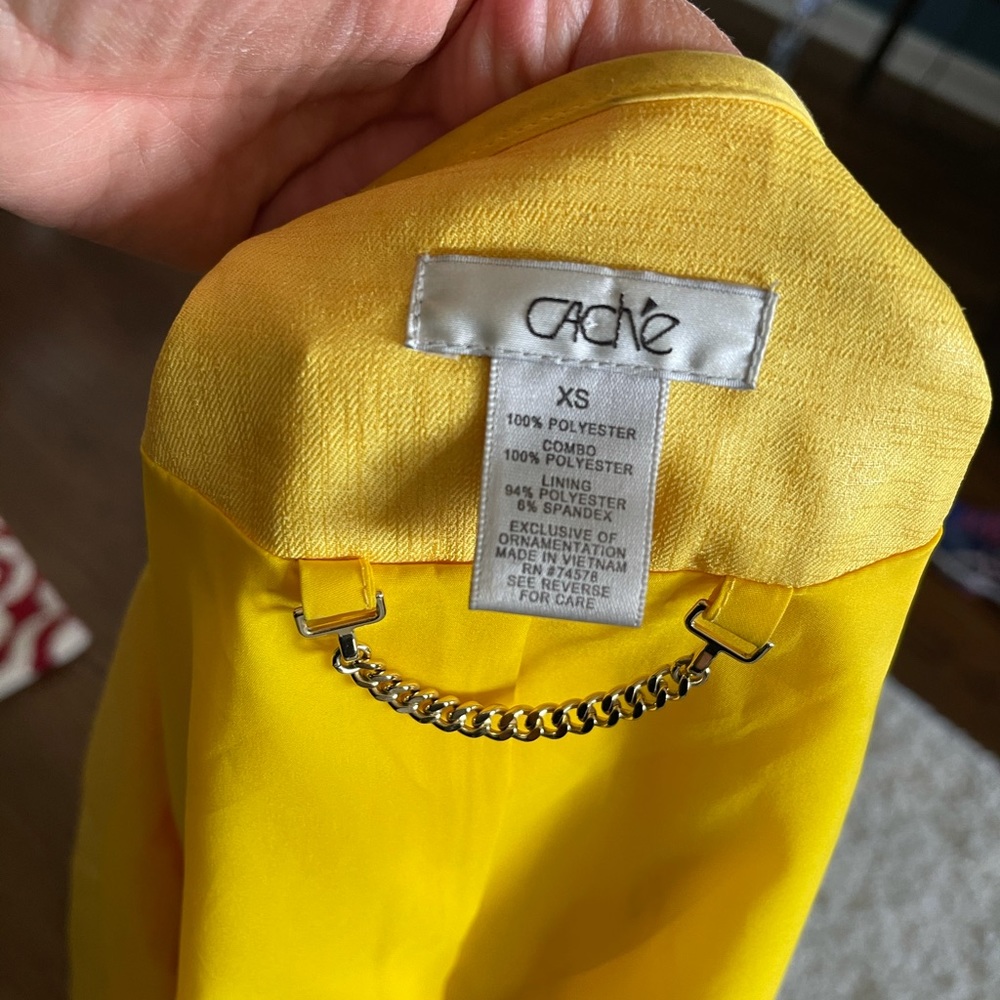 CAché
XS
100% POLYESTER
COMBO
100% POLYESTER
LINING
94% POLYESTER
6% SPANDEX
EXCLUSIVE OF
ORNAMENTATION
MADE IN VIETNAM
RN #74578
SEE REVERSE
FOR CARE